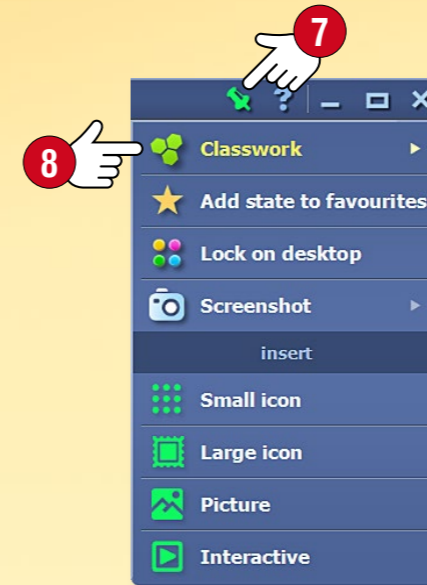 7
?
8
Classwork
Add state to favourites
Lock on desktop
Screenshot
insert
Small icon
Large icon
Picture
Interactive